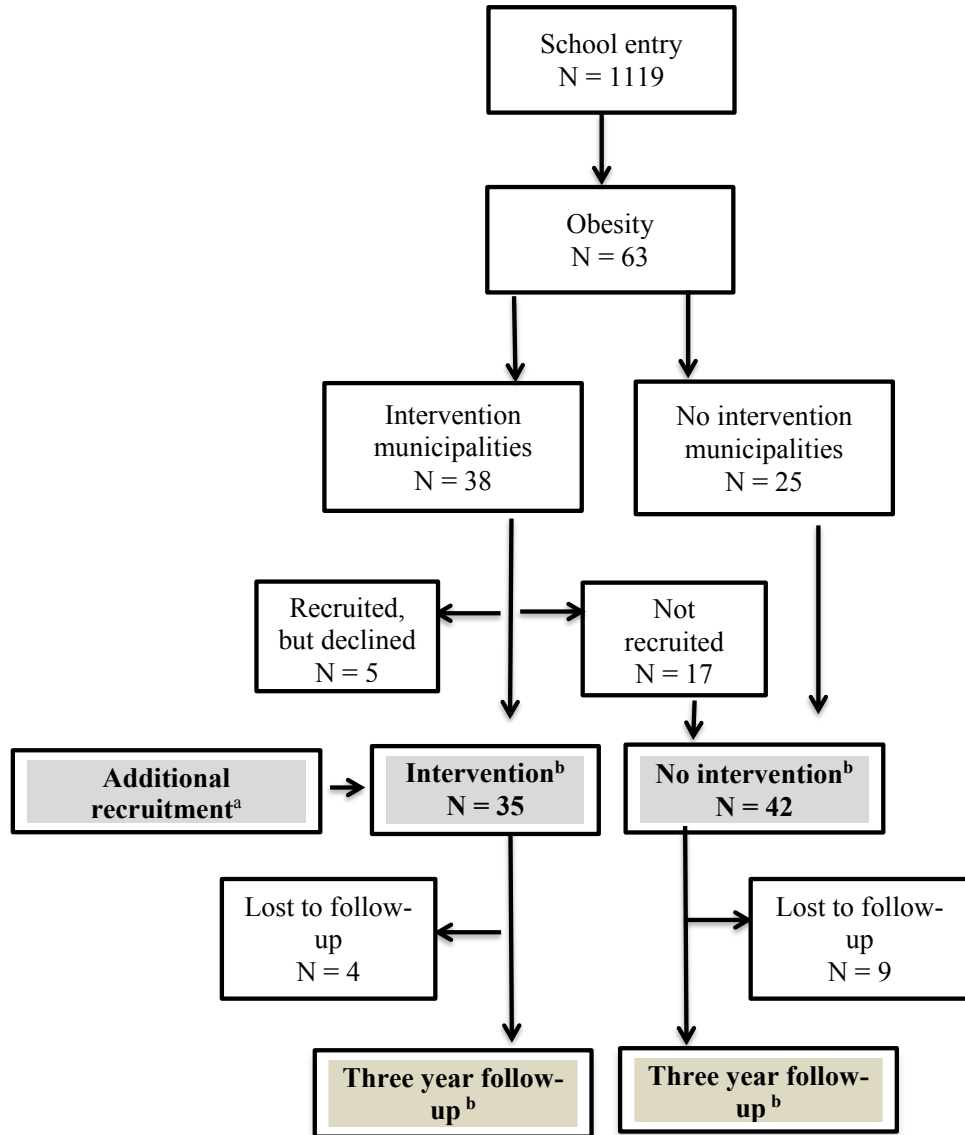 School entry
N = 1119
Obesity
N = 63
Intervention
municipalities
N = 38
No intervention
municipalities
N = 25
Recruited,
but declined
N = 5
Not
recruited
N = 17
Additional
recruitmentᵃ
Interventionᵇ
N = 35
No interventionᵇ
N = 42
Lost to follow-
up
N = 4
Lost to follow-
up
N = 9
Three year follow-
up ᵇ
Three year follow-
up ᵇ